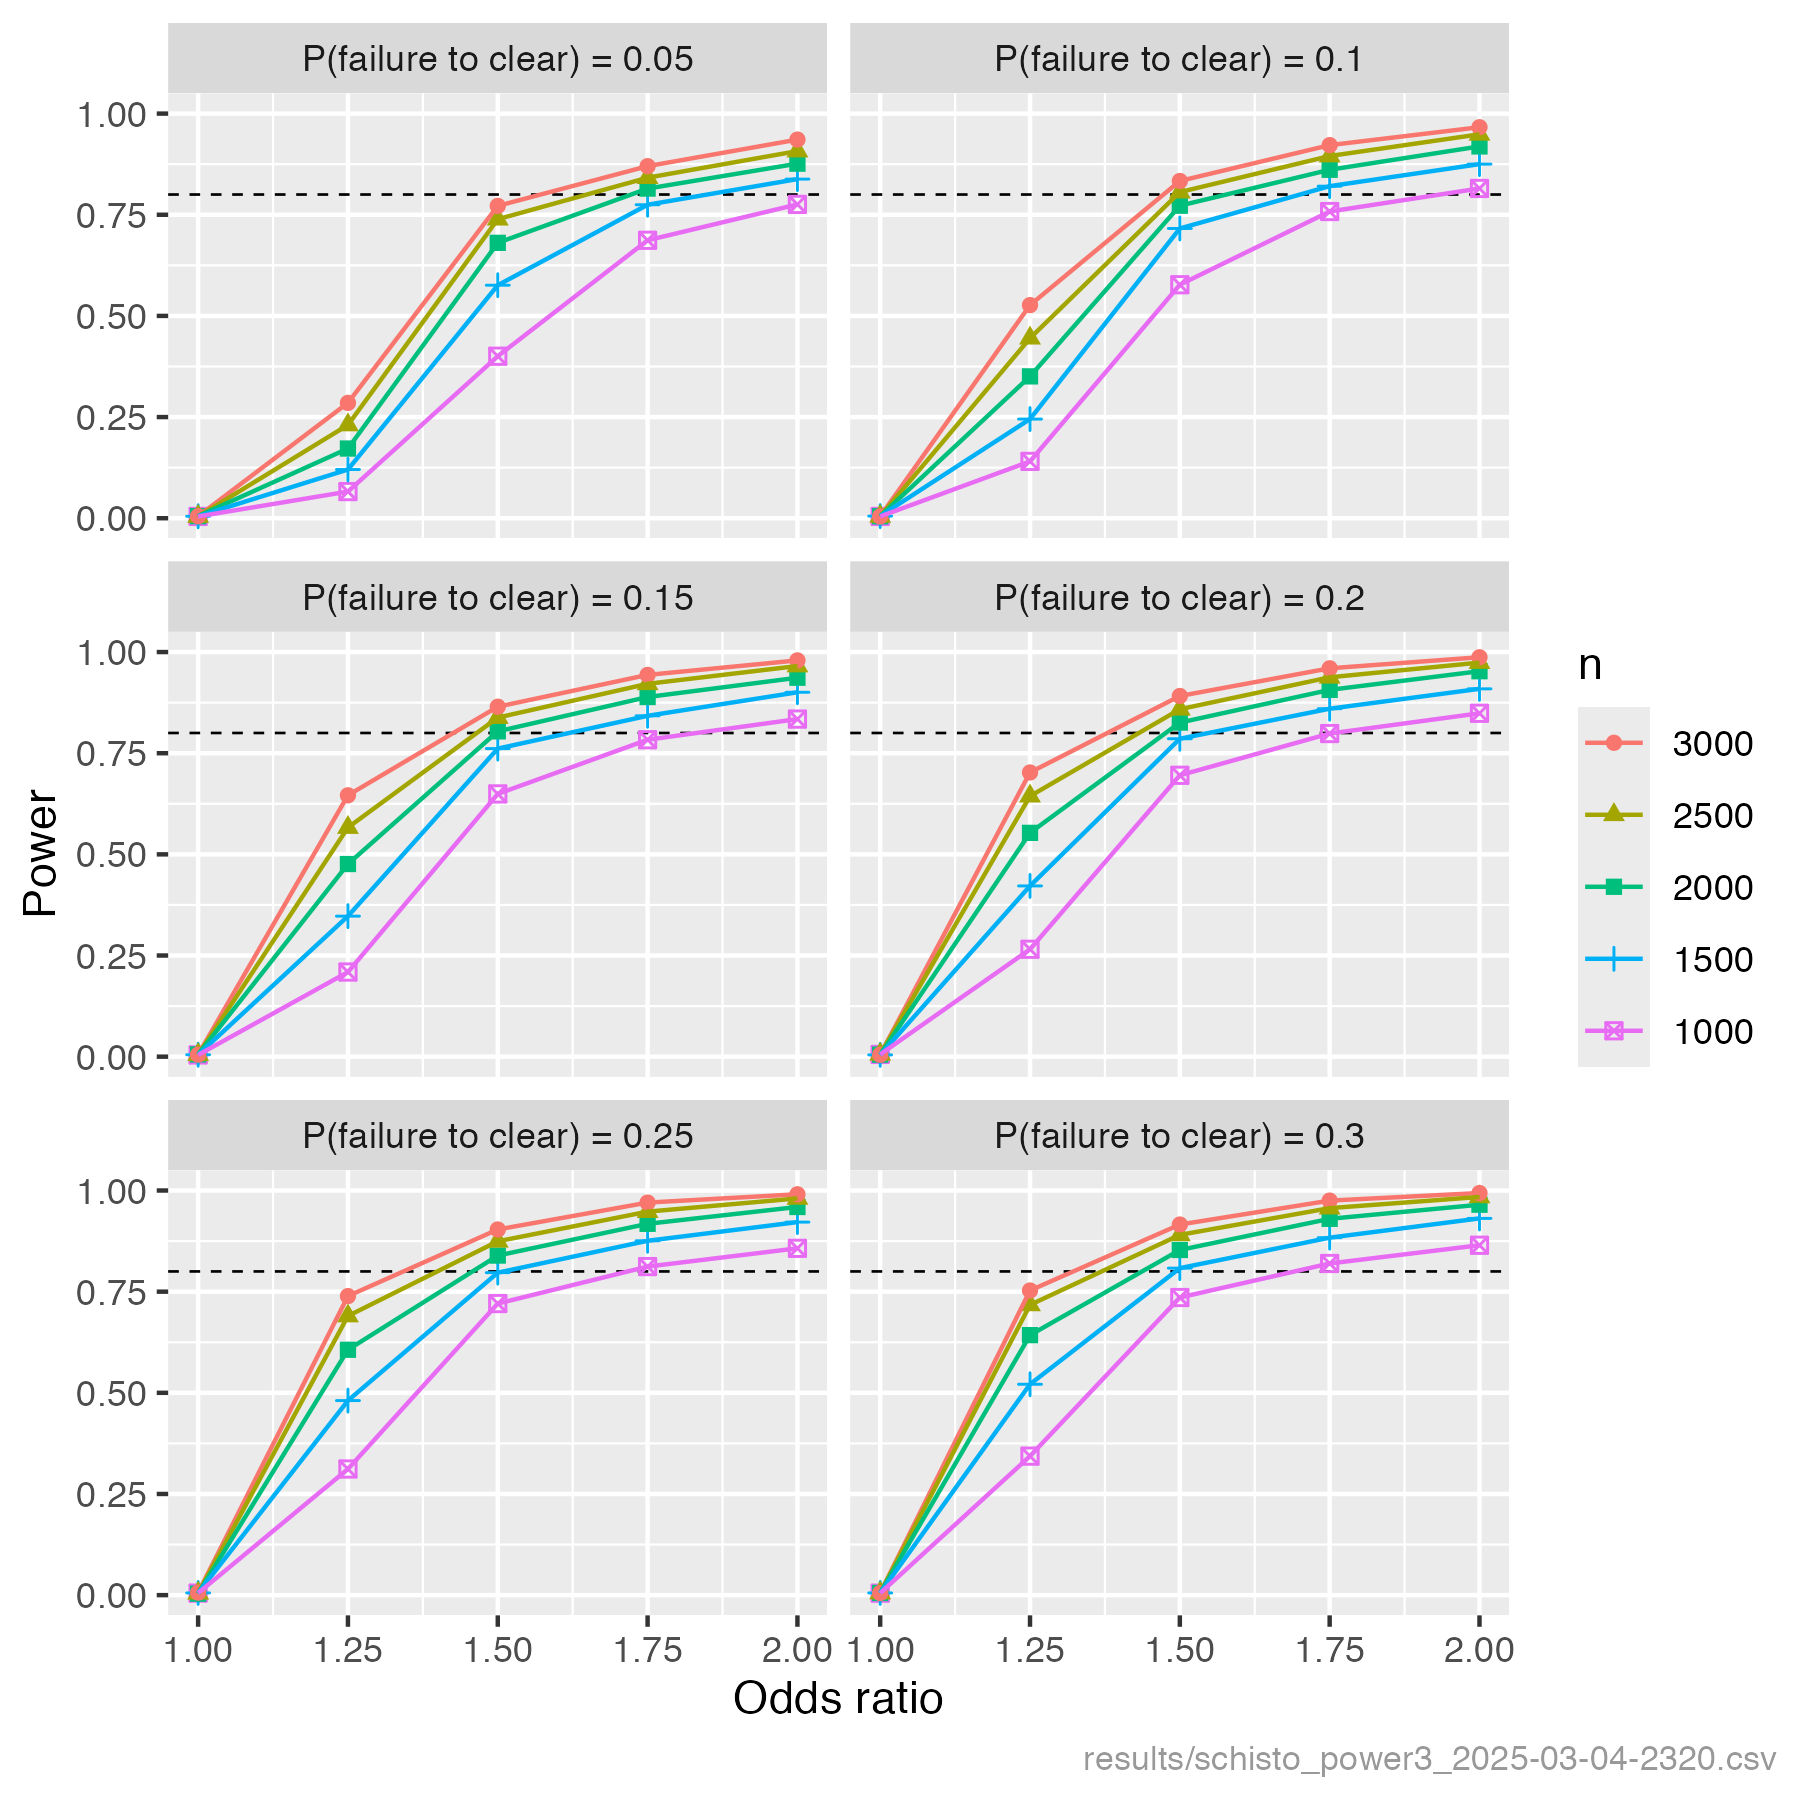 P(failure to clear) = 0.05
P(failure to clear) = 0.1
1.00
0.75
0.50
0.25
0.00
P(failure to clear) = 0.15
P(failure to clear) = 0.2
1.00
0.75
0.50
0.25
0.00
Power
n
3000
2500
2000
1500
1000
P(failure to clear) = 0.25
P(failure to clear) = 0.3
1.00
0.75
0.50
0.25
0.00
1.00 1.25 1.50 1.75 2.00 1.00 1.25 1.50 1.75 2.00
Odds ratio
results/schisto_power3_2025-03-04-2320.csv